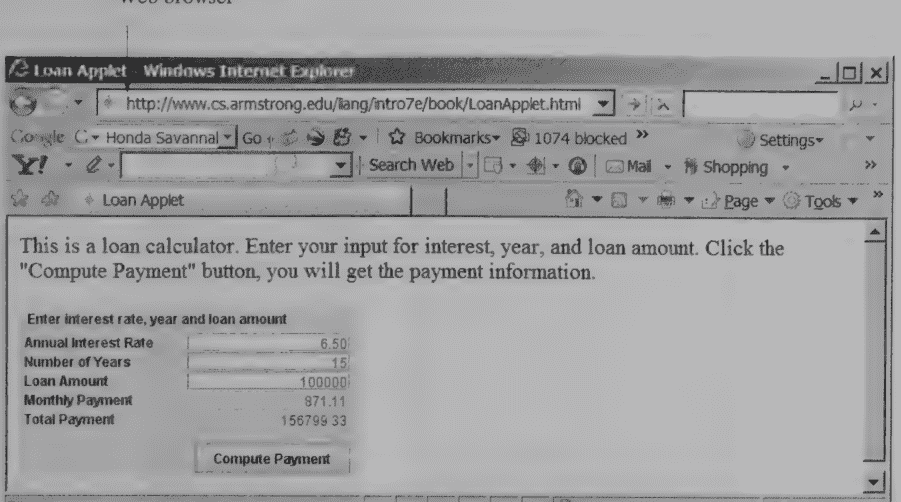 Web browser
Loan Applet - Windows Internet Explorer
http://www.cs.armstrong.edu/liang/intro7e/book/LoanApplet.html
Google G Honda Savannal Go Bookmarks 1074 blocked » Settings
Y! Search Web Mail Shopping »
Loan Applet Page Tools »
This is a loan calculator. Enter your input for interest, year, and loan amount. Click the
"Compute Payment" button, you will get the payment information.
Enter interest rate, year and loan amount
Annual Interest Rate 6.50
Number of Years 15
Loan Amount 100000
Monthly Payment 871.11
Total Payment 156799.33
Compute Payment